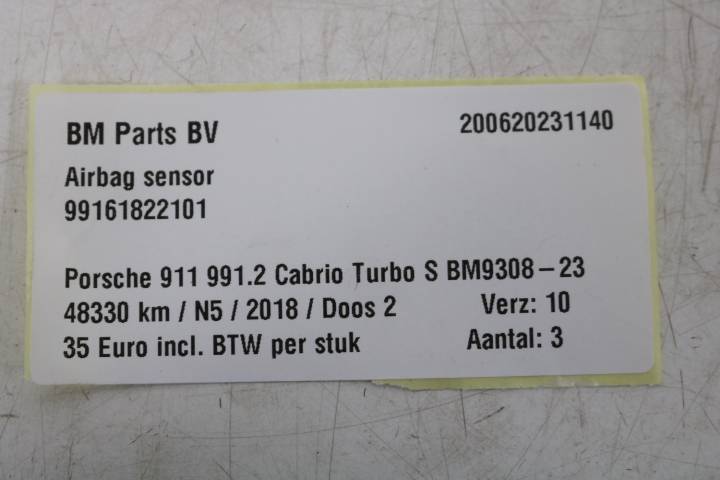 BM Parts BV 200620231140
Airbag sensor
99161822101
Porsche 911 991.2 Cabrio Turbo S BM9308-23
48330 km / N5 / 2018 / Doos 2 Verz: 10
35 Euro incl. BTW per stuk Aantal: 3